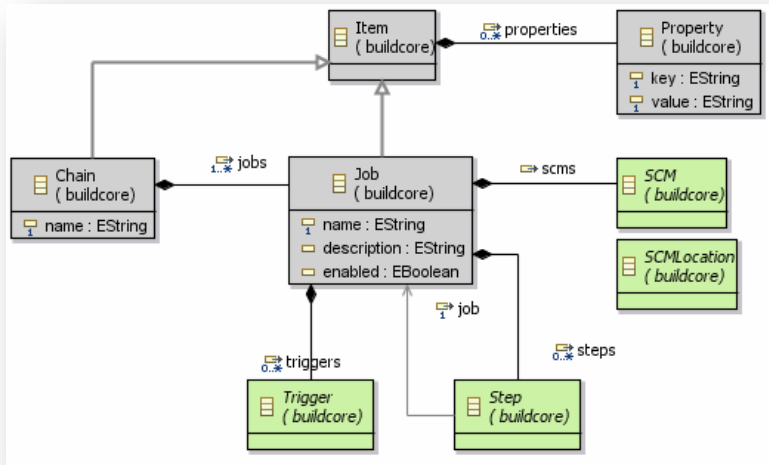 Item
( buildcore)
0..* properties
Property
( buildcore)
1 key : EString
1 value : EString
Chain
( buildcore)
1 name : EString
1..* jobs
Job
( buildcore)
1 name : EString
description : EString
enabled : EBoolean
scms
SCM
( buildcore)
SCMLocation
( buildcore)
1 job
0..* triggers
0..* steps
Trigger
( buildcore)
Step
( buildcore)